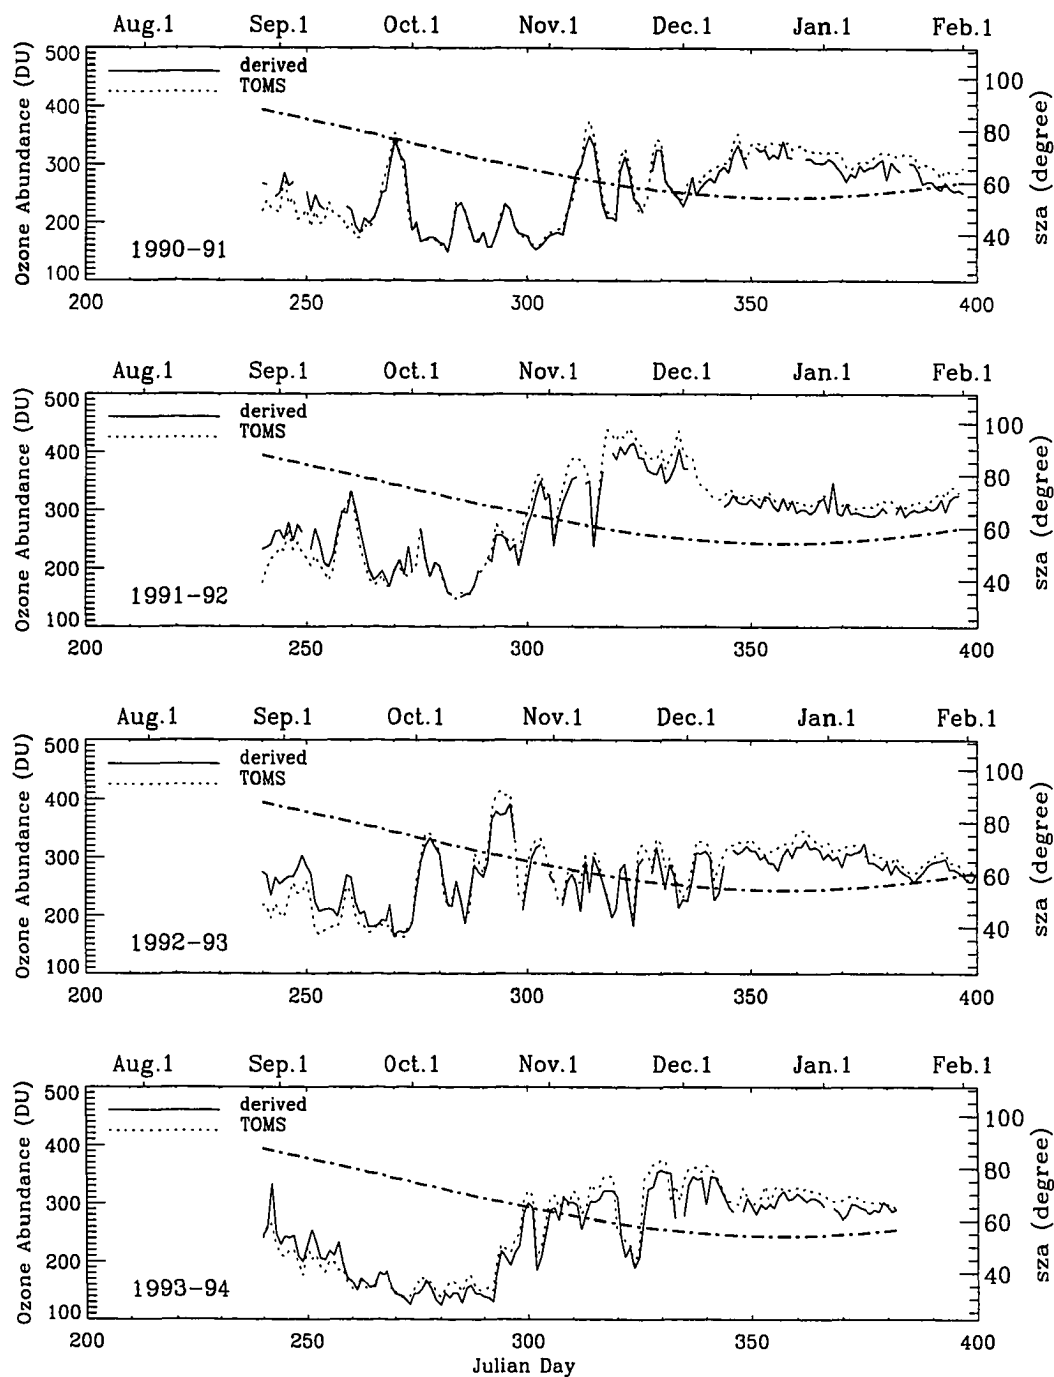 Aug.1 Sep.1 Oct.1 Nov.1 Dec.1 Jan.1 Feb.1
Ozone Abundance (DU)
500
400
300
200
100
derived
TOMS
1990-91
100
80
60
40
sza (degree)
200 250 300 350 400
Aug.1 Sep.1 Oct.1 Nov.1 Dec.1 Jan.1 Feb.1
Ozone Abundance (DU)
500
400
300
200
100
derived
TOMS
1991-92
100
80
60
40
sza (degree)
200 250 300 350 400
Aug.1 Sep.1 Oct.1 Nov.1 Dec.1 Jan.1 Feb.1
Ozone Abundance (DU)
500
400
300
200
100
derived
TOMS
1992-93
100
80
60
40
sza (degree)
200 250 300 350 400
Aug.1 Sep.1 Oct.1 Nov.1 Dec.1 Jan.1 Feb.1
Ozone Abundance (DU)
500
400
300
200
100
derived
TOMS
1993-94
100
80
60
40
sza (degree)
200 250 300 350 400
Julian Day